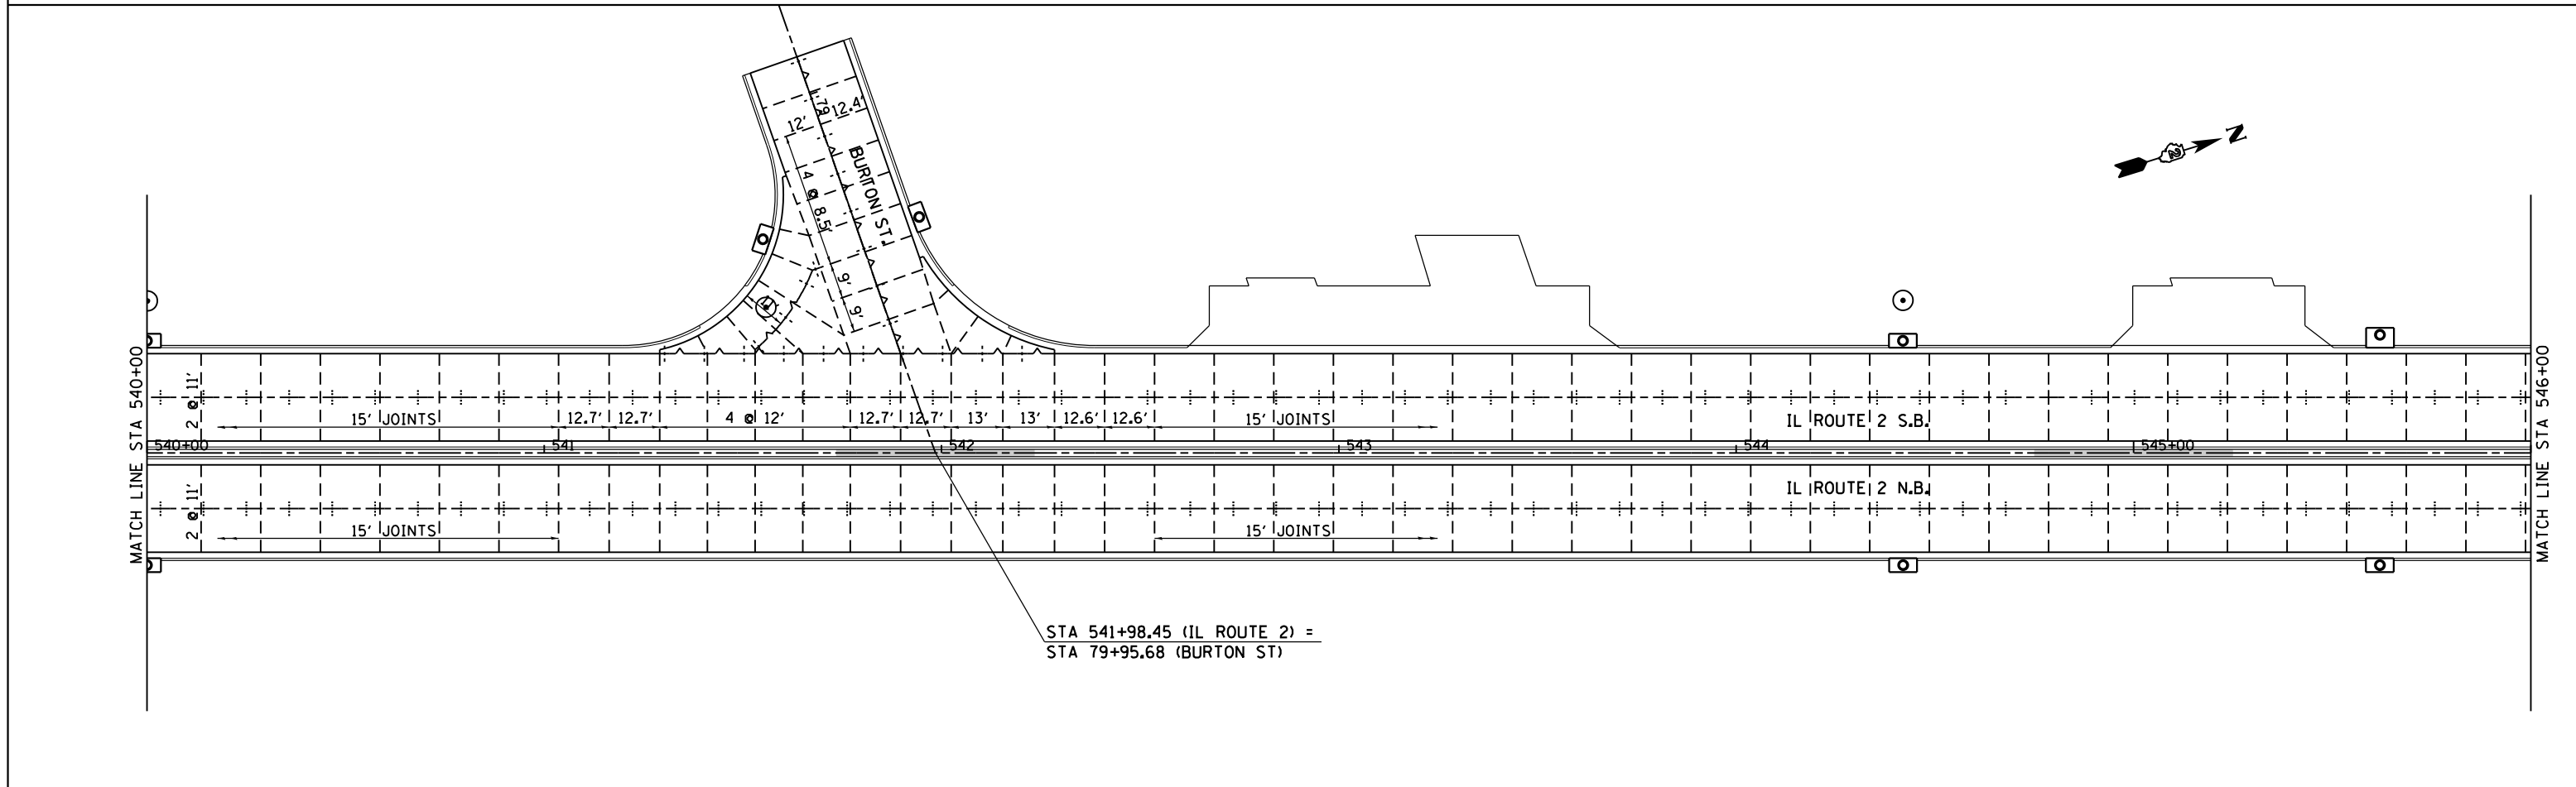 79
12.4'
12'
BURTON ST.
4 @ 8.5'
9'
9'
N
2
MATCH LINE STA 540+00
2 @ 11'
15' JOINTS
12.7'
12.7'
4 @ 12'
12.7'
12.7'
13'
13'
12.6'
12.6'
15' JOINTS
IL ROUTE 2 S.B.
540+00
541
542
543
544
545+00
2 @ 11'
15' JOINTS
15' JOINTS
IL ROUTE 2 N.B.
MATCH LINE STA 546+00
STA 541+98.45 (IL ROUTE 2) =
STA 79+95.68 (BURTON ST)